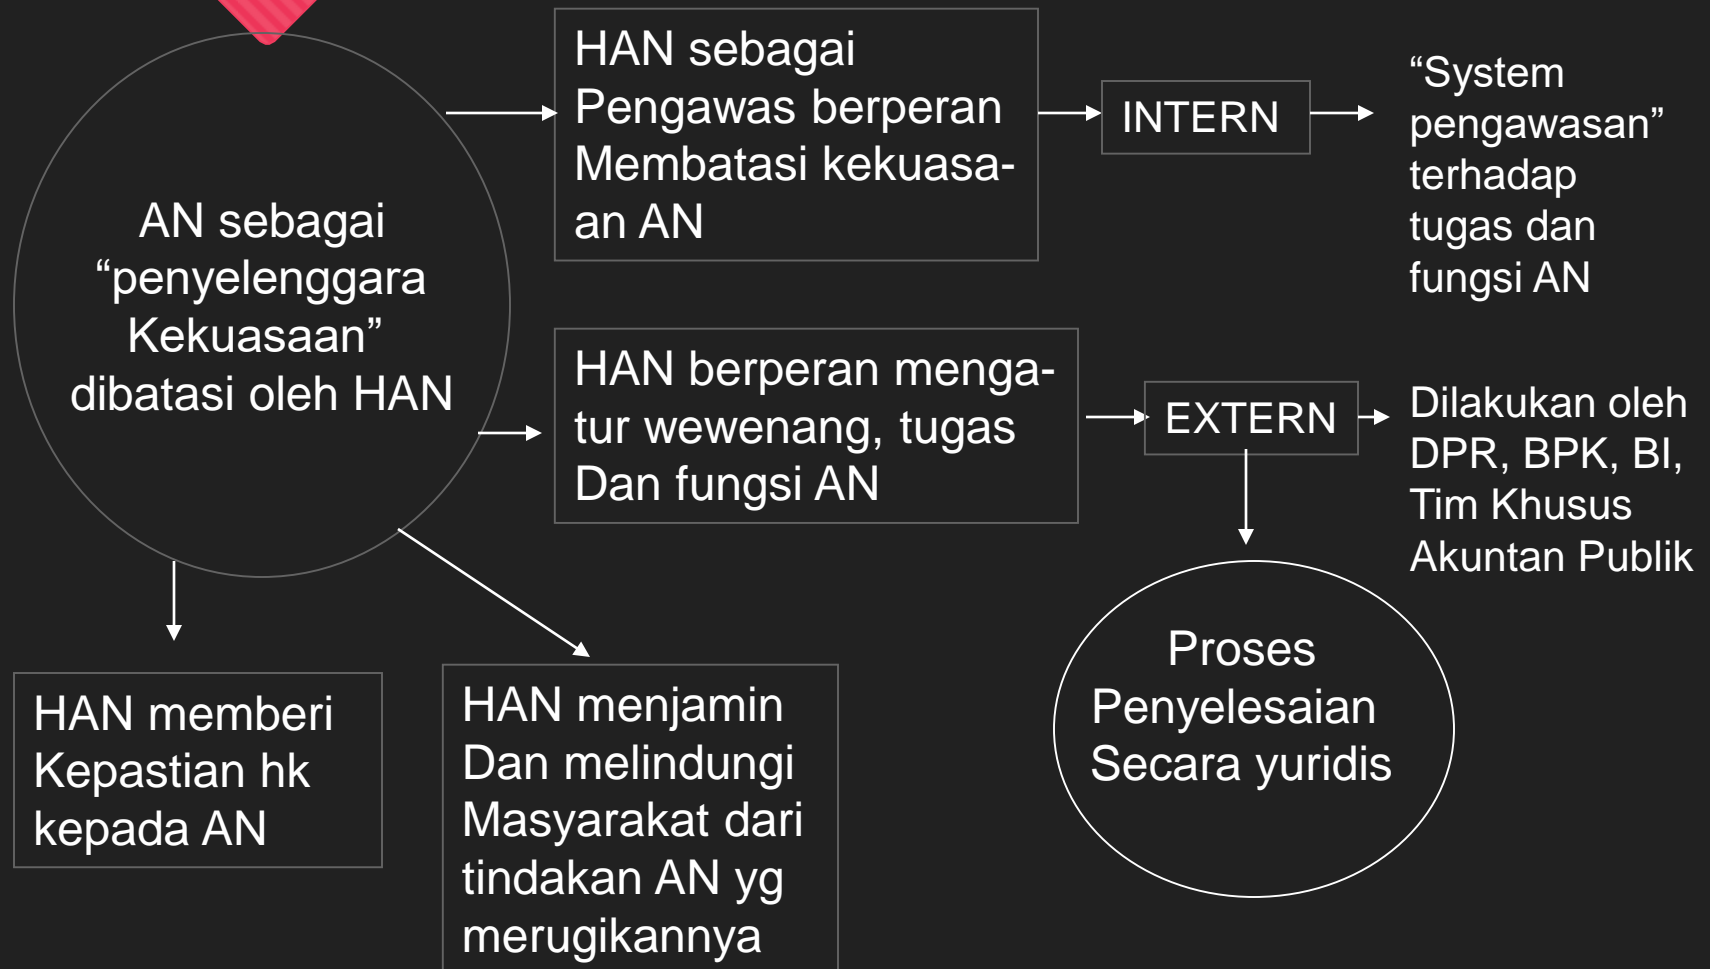 AN sebagai
“penyelenggara
Kekuasaan”
dibatasi oleh HAN
HAN sebagai
Pengawas berperan
Membatasi kekuasa-
an AN
INTERN
“System
pengawasan”
terhadap
tugas dan
fungsi AN
HAN berperan menga-
tur wewenang, tugas
Dan fungsi AN
EXTERN
Dilakukan oleh
DPR, BPK, BI,
Tim Khusus
Akuntan Publik
Proses
Penyelesaian
Secara yuridis
HAN memberi
Kepastian hk
kepada AN
HAN menjamin
Dan melindungi
Masyarakat dari
tindakan AN yg
merugikannya